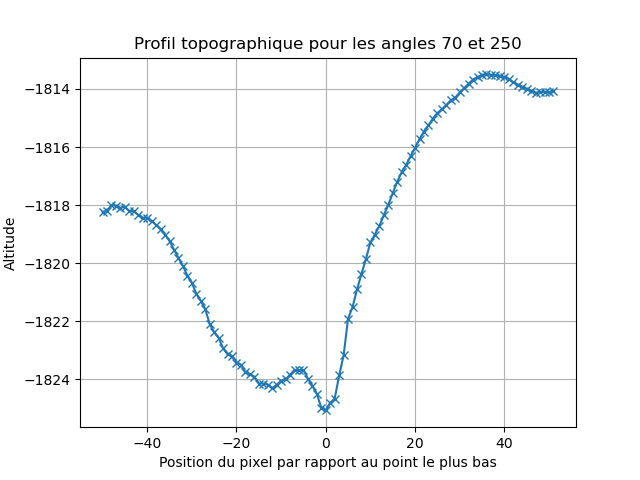 Profil topographique pour les angles 70 et 250
Altitude
−1814
−1816
−1818
−1820
−1822
−1824
−40 −20 0 20 40
Position du pixel par rapport au point le plus bas